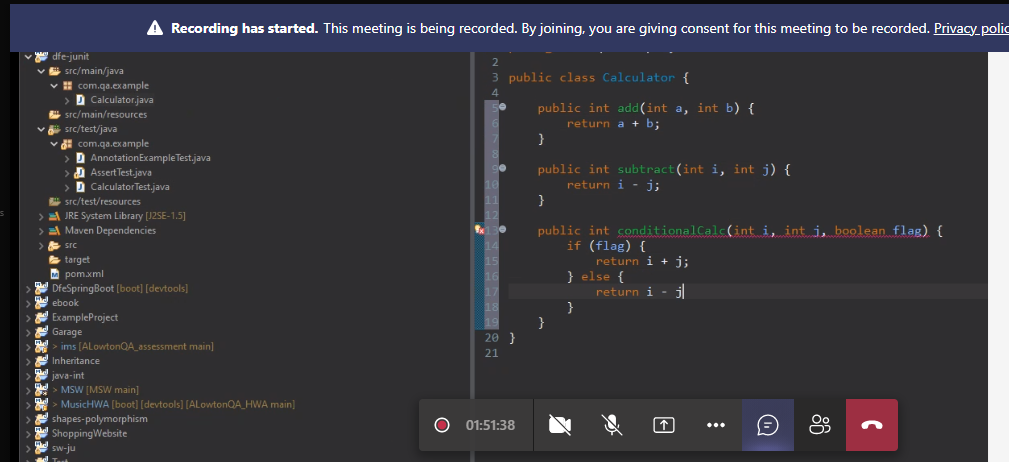 Recording has started. This meeting is being recorded. By joining, you are giving consent for this meeting to be recorded. Privacy polic
dfe-junit
src/main/java
com.qa.example
Calculator.java
src/main/resources
src/test/java
com.qa.example
AnnotationExampleTest.java
AssertTest.java
CalculatorTest.java
src/test/resources
JRE System Library [J2SE-1.5]
Maven Dependencies
src
target
pom.xml
DfeSpringBoot [boot] [devtools]
ebook
ExampleProject
Garage
> ims [ALowtonQA_assessment main]
Inheritance
java-int
> MSW [MSW main]
> MusicHWA [boot] [devtools] [ALowtonQA_HWA main]
shapes-polymorphism
ShoppingWebsite
sw-ju
Test
2
3 public class Calculator {
4
5 public int add(int a, int b) {
6 return a + b;
7 }
8
9 public int subtract(int i, int j) {
10 return i - j;
11 }
12
13 public int conditionalCalc(int i, int j, boolean flag) {
14 if (flag) {
15 return i + j;
16 } else {
17 return i - j
18 }
19 }
20 }
21
01:51:38